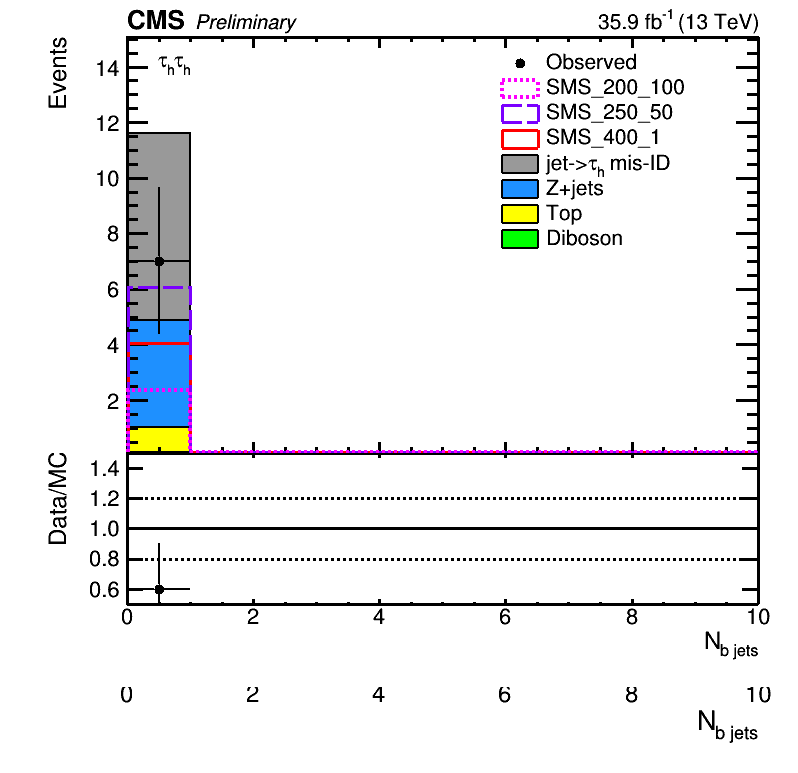 CMS Preliminary 35.9 fb⁻¹ (13 TeV)
Events
14
12
10
8
6
4
2
τhτh
Observed
SMS_200_100
SMS_250_50
SMS_400_1
jet->τh mis-ID
Z+jets
Top
Diboson
Data/MC
1.4
1.2
1.0
0.8
0.6
0 2 4 6 8 10
Nb jets
0 2 4 6 8 10
Nb jets